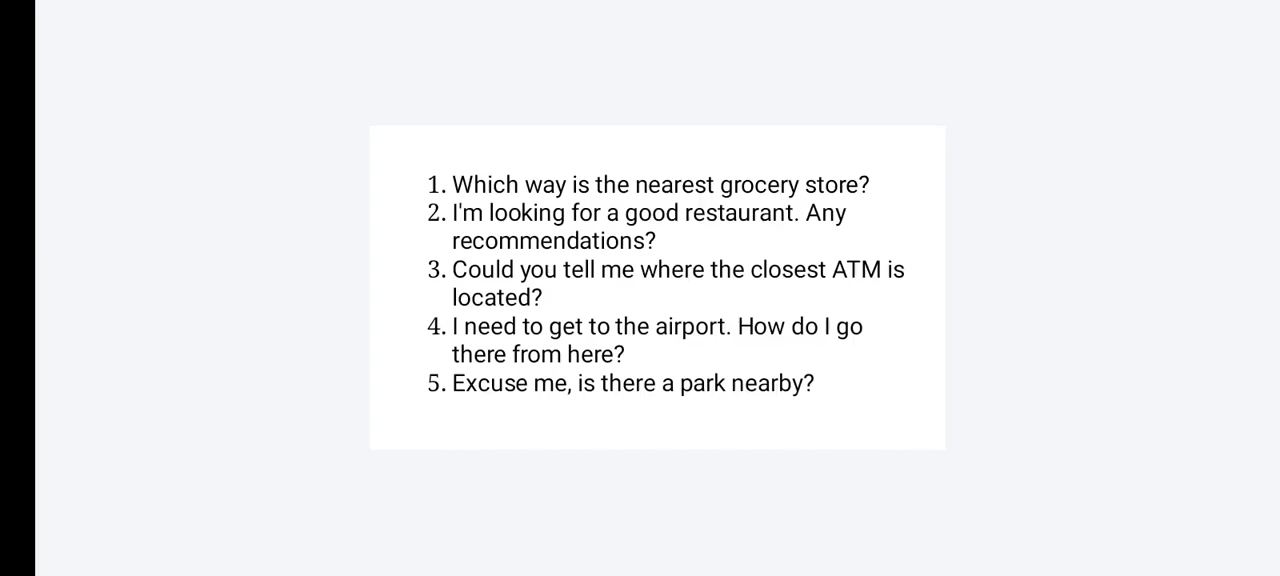 1. Which way is the nearest grocery store?
2. I'm looking for a good restaurant. Any
recommendations?
3. Could you tell me where the closest ATM is
located?
4. I need to get to the airport. How do I go
there from here?
5. Excuse me, is there a park nearby?